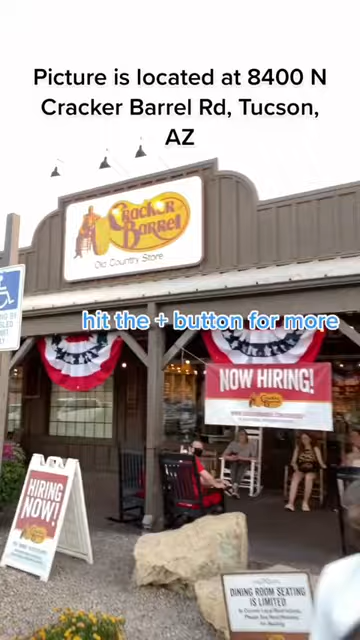 Picture is located at 8400 N
Cracker Barrel Rd, Tucson,
AZ
Cracker
Barrel
Old Country Store
hit the + button for more
NOW HIRING!
HIRING
NOW!
DINING ROOM SEATING
IS LIMITED